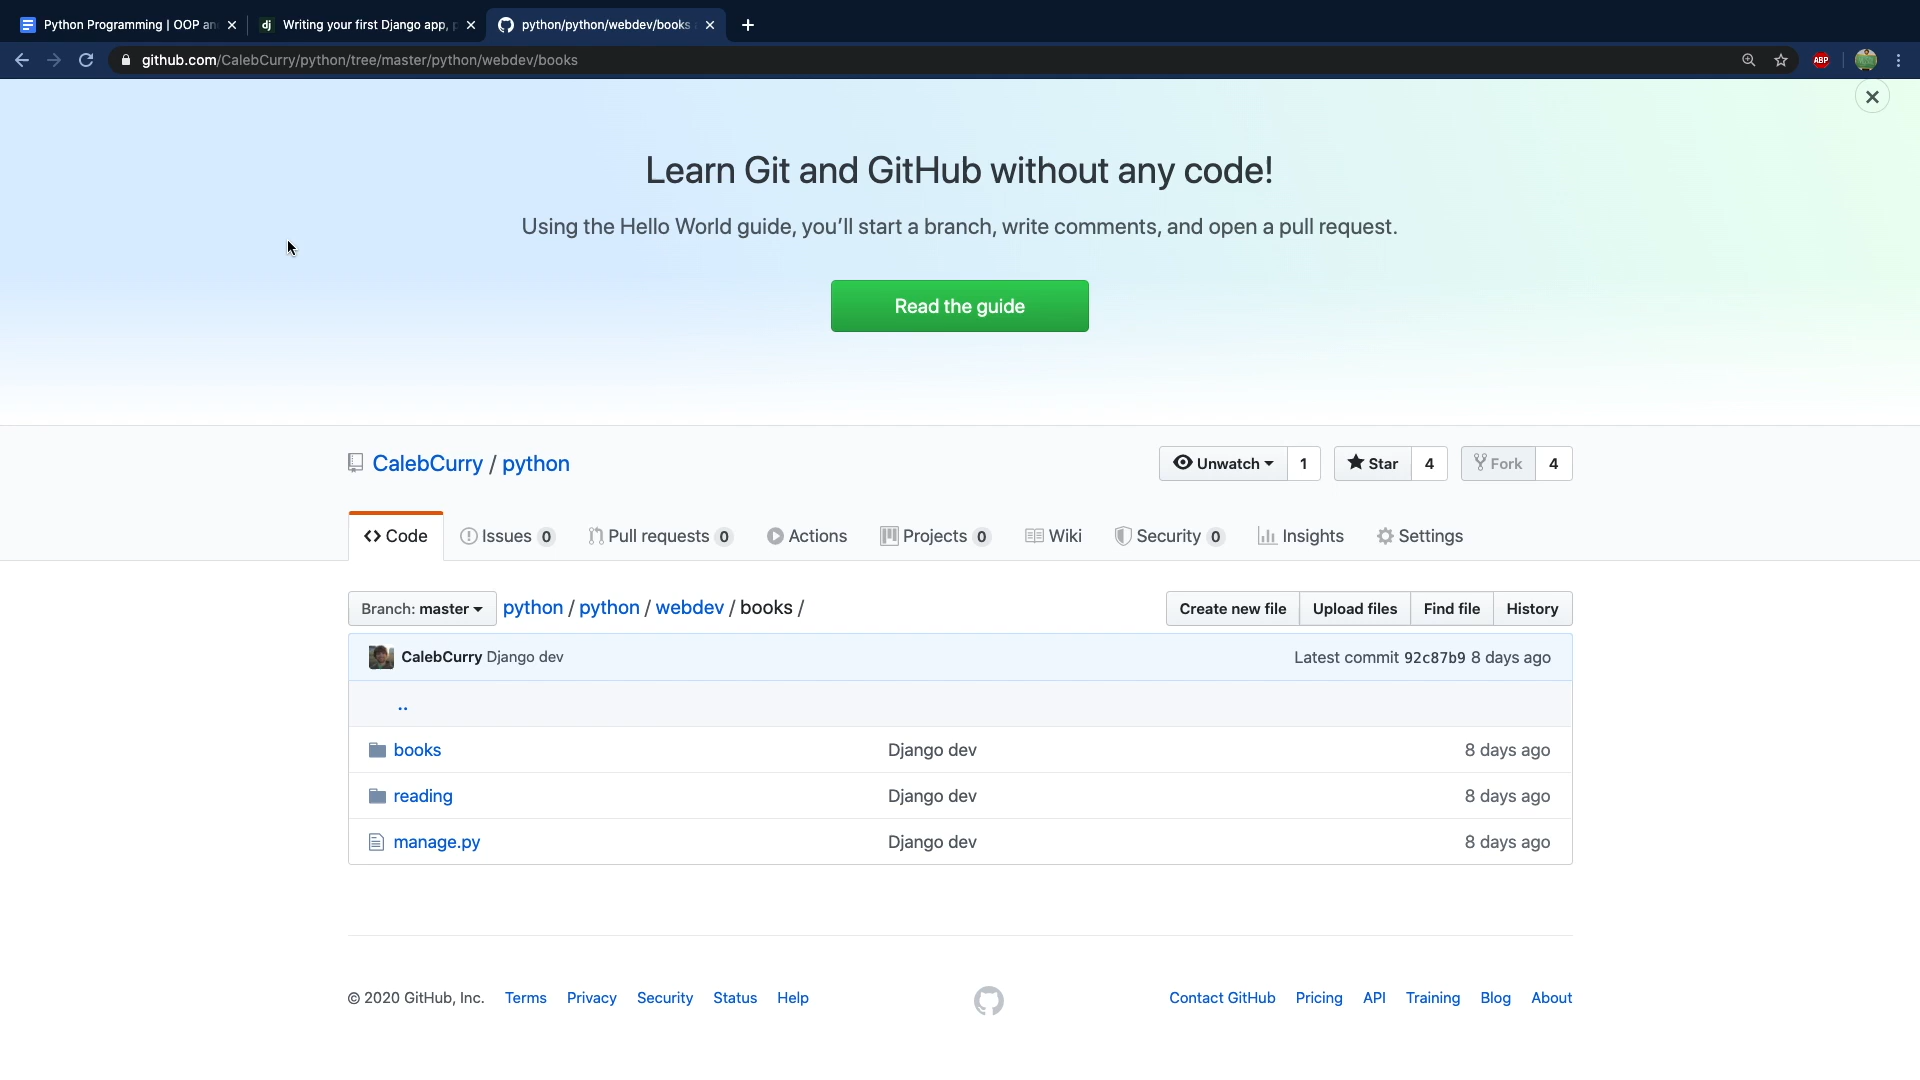 Python Programming | OOP an
dj Writing your first Django app, p
python/python/webdev/books
github.com/CalebCurry/python/tree/master/python/webdev/books
ABP
Learn Git and GitHub without any code!
Using the Hello World guide, you’ll start a branch, write comments, and open a pull request.
Read the guide
CalebCurry / python
Unwatch 1
Star 4
Fork 4
Code
Issues 0
Pull requests 0
Actions
Projects 0
Wiki
Security 0
Insights
Settings
Branch: master
python / python / webdev / books /
Create new file
Upload files
Find file
History
CalebCurry Django dev
Latest commit 92c87b9 8 days ago
..
books Django dev 8 days ago
reading Django dev 8 days ago
manage.py Django dev 8 days ago
© 2020 GitHub, Inc. Terms Privacy Security Status Help
Contact GitHub Pricing API Training Blog About